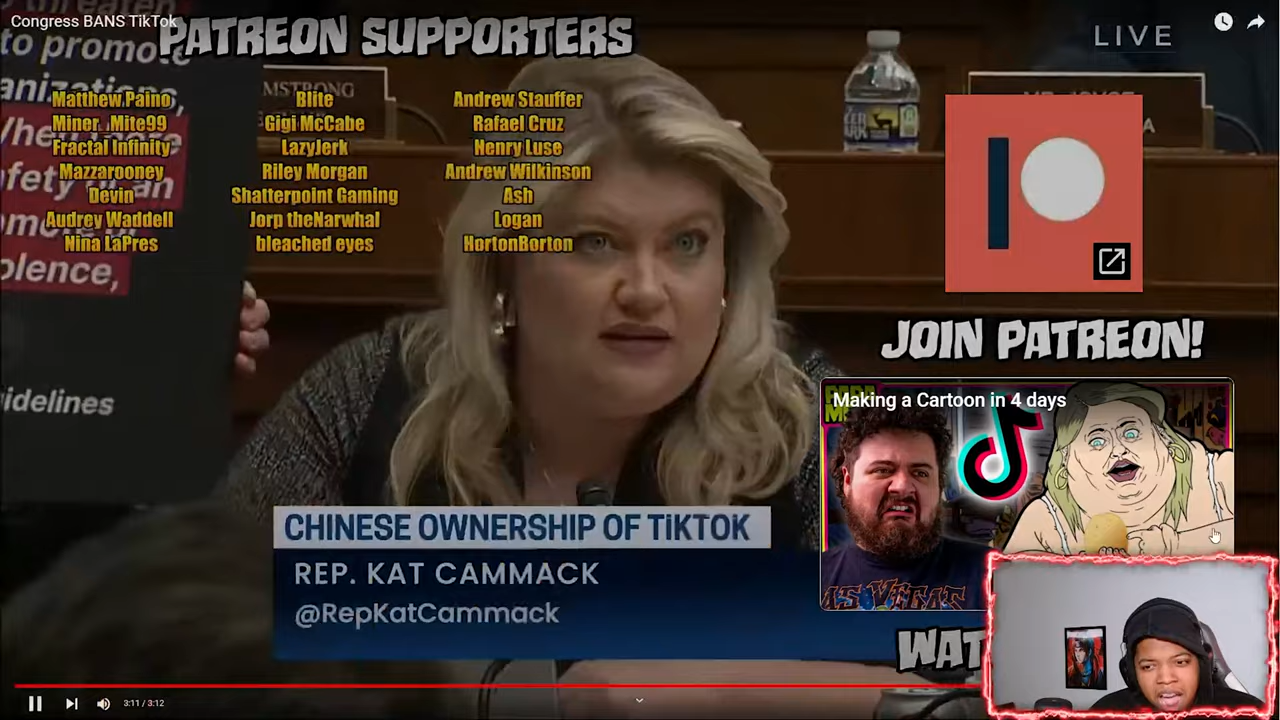 Congress BANS TikTok
PATREON SUPPORTERS
LIVE
to promote
anizations,
olence,
idelines
MSTRONG
Matthew Paino
Miner_Mite99
Fractal Infinity
Mazzarooney
Devin
Audrey Waddell
Nina LaPres
Blite
Gigi McCabe
LazyJerk
Riley Morgan
Shatterpoint Gaming
Jorp theNarwhal
bleached eyes
Andrew Stauffer
Rafael Cruz
Henry Luse
Andrew Wilkinson
Ash
Logan
HortonBorton
JOIN PATREON!
Making a Cartoon in 4 days
AS VEGAS
CHINESE OWNERSHIP OF TiKTOK
REP. KAT CAMMACK
@RepKatCammack
WAT
3:11 / 3:12